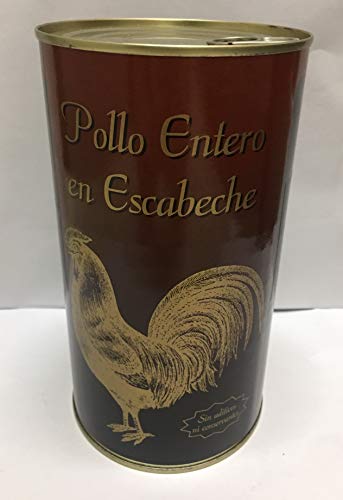 Pollo Entero
en Escabeche
Sin aditivos
ni conservantes